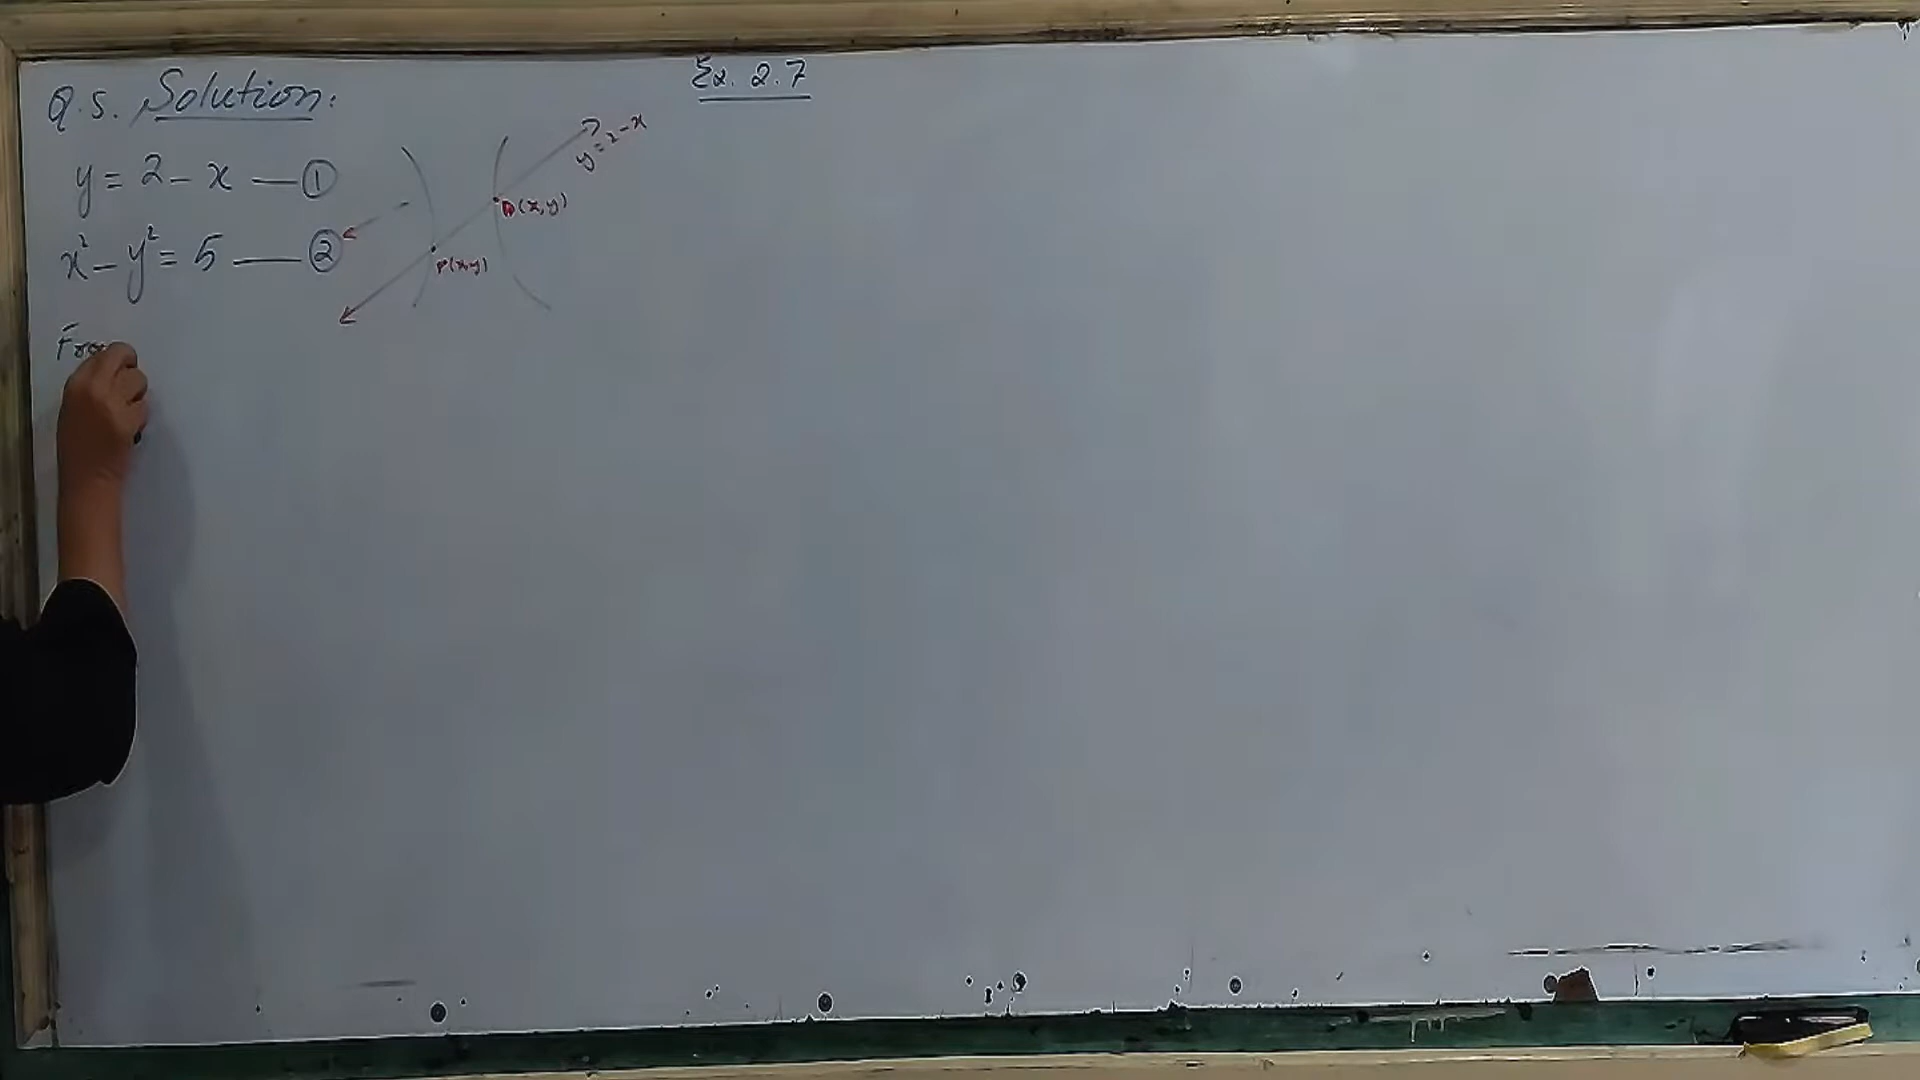 Ex. 2.7
Q.5. Solution:
y = 2 - x — ①
x² - y² = 5 — ②
y = 2 - x
(x, y)
P(x, y)